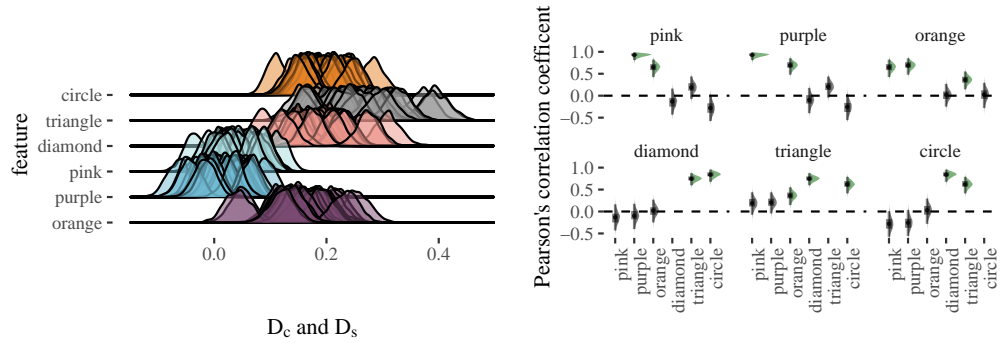 feature
circle
triangle
diamond
pink
purple
orange
0.0 0.2 0.4
D_c and D_s
Pearson's correlation coefficent
pink purple orange
1.0
0.5
0.0
−0.5
diamond triangle circle
1.0
0.5
0.0
−0.5
pink purple orange diamond triangle circle
pink purple orange diamond triangle circle
pink purple orange diamond triangle circle